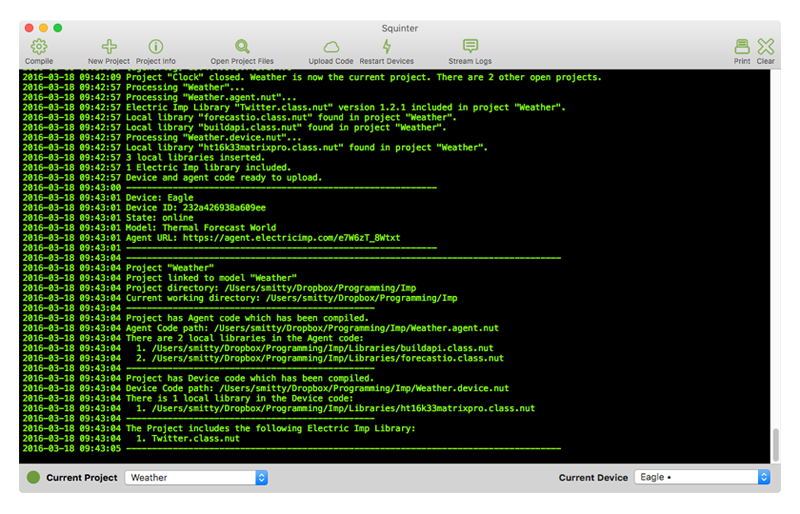 Squinter
Compile New Project Project Info Open Project Files Upload Code Restart Devices Stream Logs Print Clear
2016-03-18 09:42:09 Project "Clock" closed. Weather is now the current project. There are 2 other open projects.
2016-03-18 09:42:57 Processing "Weather"...
2016-03-18 09:42:57 Processing "Weather.agent.nut"...
2016-03-18 09:42:57 Electric Imp Library "Twitter.class.nut" version 1.2.1 included in project "Weather".
2016-03-18 09:42:57 Local library "forecastio.class.nut" found in project "Weather".
2016-03-18 09:42:57 Local library "buildapi.class.nut" found in project "Weather".
2016-03-18 09:42:57 Processing "Weather.device.nut"...
2016-03-18 09:42:57 Local library "ht16k33matrixpro.class.nut" found in project "Weather".
2016-03-18 09:42:57 3 local libraries inserted.
2016-03-18 09:42:57 1 Electric Imp library included.
2016-03-18 09:42:57 Device and agent code ready to upload.
2016-03-18 09:43:00 ------------------------------------------------------------
2016-03-18 09:43:01 Device: Eagle
2016-03-18 09:43:01 Device ID: 232a426938a609ee
2016-03-18 09:43:01 State: online
2016-03-18 09:43:01 Model: Thermal Forecast World
2016-03-18 09:43:01 Agent URL: https://agent.electricimp.com/e7W6zT_8Wtxt
2016-03-18 09:43:01 ------------------------------------------------------------
2016-03-18 09:43:04 ------------------------------------------------------------------------------------
2016-03-18 09:43:04 Project "Weather"
2016-03-18 09:43:04 Project linked to model "Weather"
2016-03-18 09:43:04 Project directory: /Users/smitty/Dropbox/Programming/Imp
2016-03-18 09:43:04 Current working directory: /Users/smitty/Dropbox/Programming/Imp
2016-03-18 09:43:04 ------------------------------------------------
2016-03-18 09:43:04 Project has Agent code which has been compiled.
2016-03-18 09:43:04 Agent Code path: /Users/smitty/Dropbox/Programming/Imp/Weather.agent.nut
2016-03-18 09:43:04 There are 2 local libraries in the Agent code:
2016-03-18 09:43:04 1. /Users/smitty/Dropbox/Programming/Imp/Libraries/buildapi.class.nut
2016-03-18 09:43:04 2. /Users/smitty/Dropbox/Programming/Imp/Libraries/forecastio.class.nut
2016-03-18 09:43:04 ------------------------------------------------
2016-03-18 09:43:04 Project has Device code which has been compiled.
2016-03-18 09:43:04 Device Code path: /Users/smitty/Dropbox/Programming/Imp/Weather.device.nut
2016-03-18 09:43:04 There is 1 local library in the Device code:
2016-03-18 09:43:04 1. /Users/smitty/Dropbox/Programming/Imp/Libraries/ht16k33matrixpro.class.nut
2016-03-18 09:43:04 ------------------------------------------------
2016-03-18 09:43:04 The Project includes the following Electric Imp Library:
2016-03-18 09:43:04 1. Twitter.class.nut
2016-03-18 09:43:05 ------------------------------------------------------------------------------------
Current Project Weather Current Device Eagle •